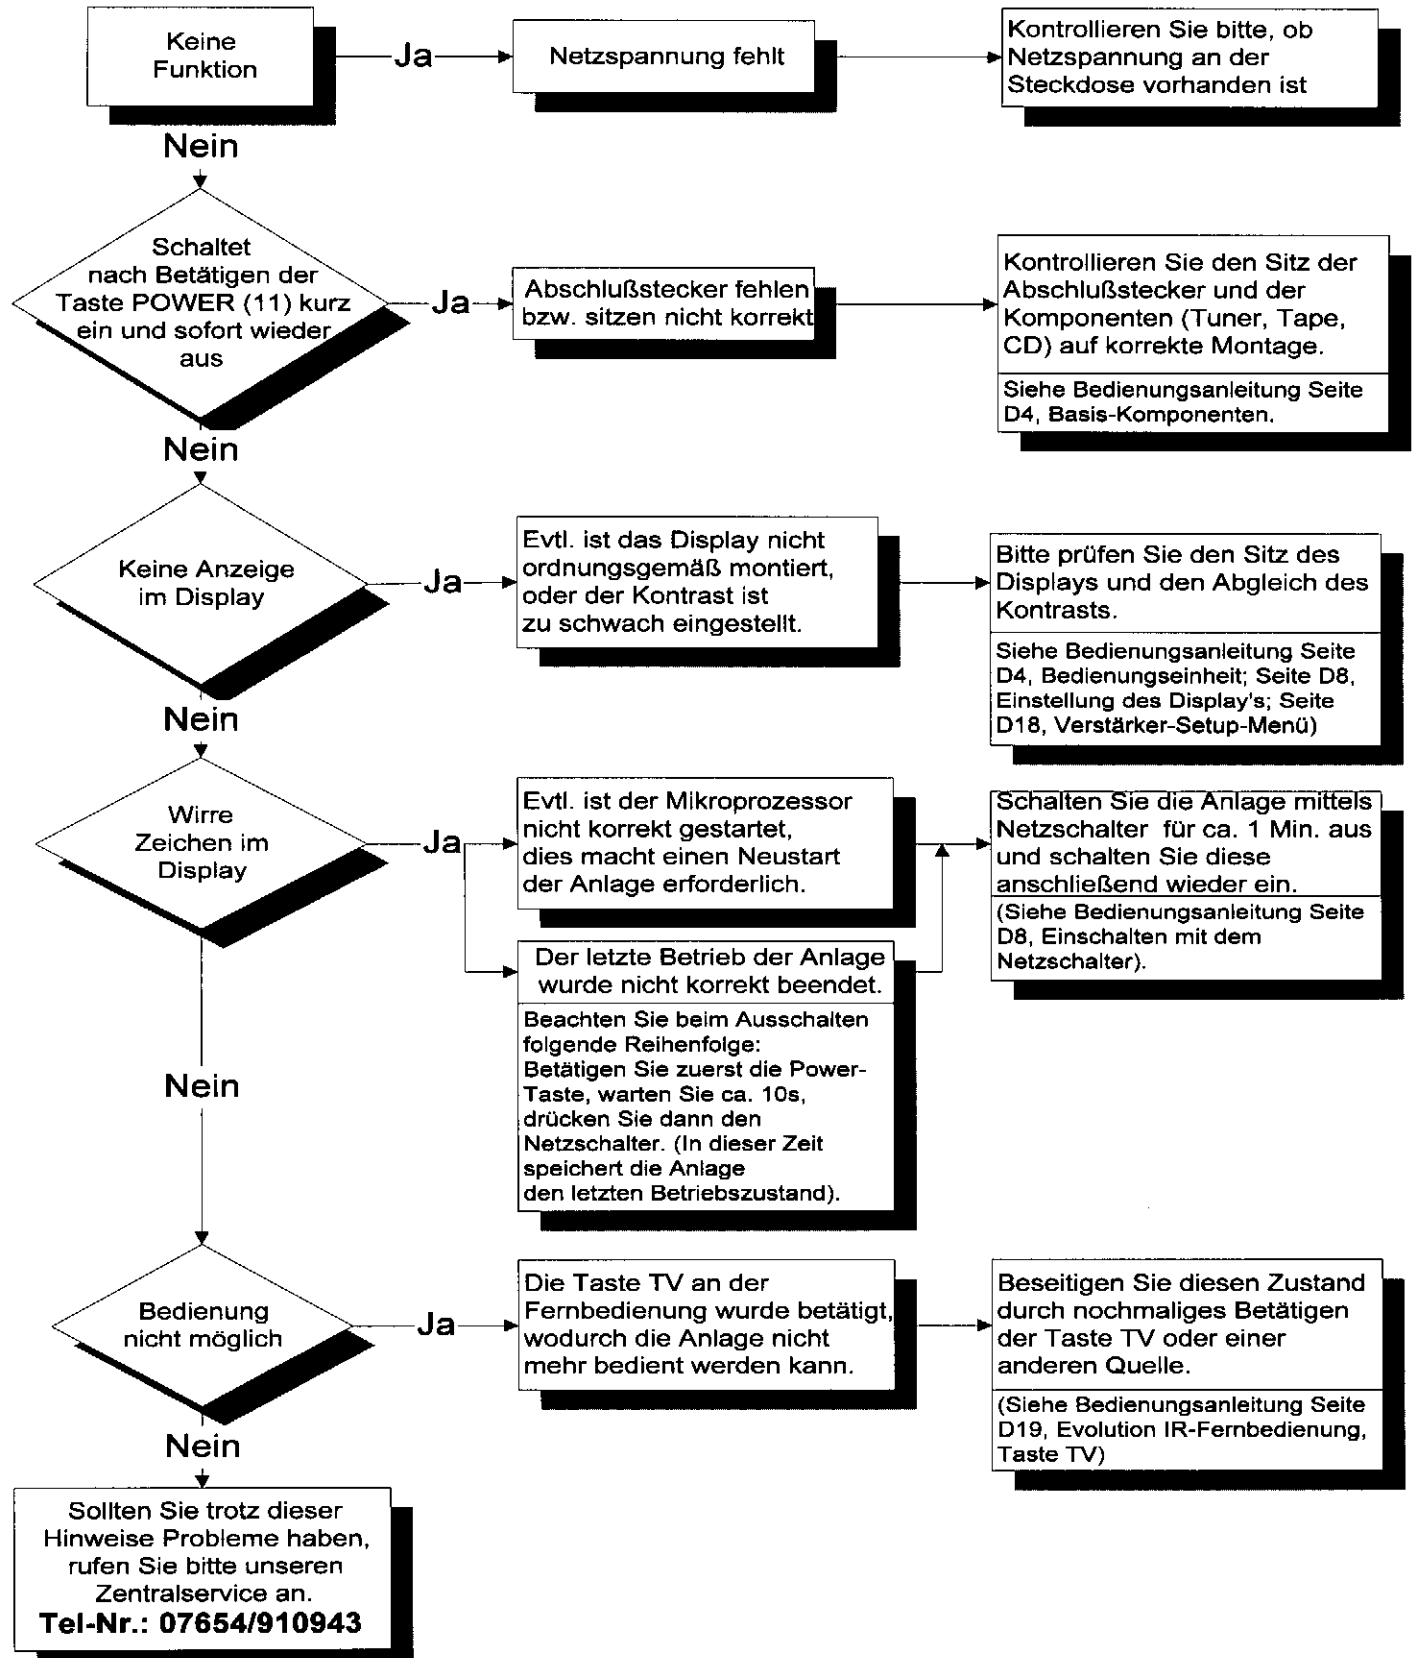 Keine
Funktion
Ja
Netzspannung fehlt
Kontrollieren Sie bitte, ob
Netzspannung an der
Steckdose vorhanden ist
Nein
Schaltet
nach Betätigen der
Taste POWER (11) kurz
ein und sofort wieder
aus
Ja
Abschlußstecker fehlen
bzw. sitzen nicht korrekt
Kontrollieren Sie den Sitz der
Abschlußstecker und der
Komponenten (Tuner, Tape,
CD) auf korrekte Montage.
Siehe Bedienungsanleitung Seite
D4, Basis-Komponenten.
Nein
Keine Anzeige
im Display
Ja
Evtl. ist das Display nicht
ordnungsgemäß montiert,
oder der Kontrast ist
zu schwach eingestellt.
Bitte prüfen Sie den Sitz des
Displays und den Abgleich des
Kontrasts.
Siehe Bedienungsanleitung Seite
D4, Bedienungseinheit; Seite D8,
Einstellung des Display's; Seite
D18, Verstärker-Setup-Menü)
Nein
Wirre
Zeichen im
Display
Ja
Evtl. ist der Mikroprozessor
nicht korrekt gestartet,
dies macht einen Neustart
der Anlage erforderlich.
Schalten Sie die Anlage mittels
Netzschalter für ca. 1 Min. aus
und schalten Sie diese
anschließend wieder ein.
(Siehe Bedienungsanleitung Seite
D8, Einschalten mit dem
Netzschalter).
Der letzte Betrieb der Anlage
wurde nicht korrekt beendet.
Beachten Sie beim Ausschalten
folgende Reihenfolge:
Betätigen Sie zuerst die Power-
Taste, warten Sie ca. 10s,
drücken Sie dann den
Netzschalter. (In dieser Zeit
speichert die Anlage
den letzten Betriebszustand).
Nein
Bedienung
nicht möglich
Ja
Die Taste TV an der
Fernbedienung wurde betätigt,
wodurch die Anlage nicht
mehr bedient werden kann.
Beseitigen Sie diesen Zustand
durch nochmaliges Betätigen
der Taste TV oder einer
anderen Quelle.
(Siehe Bedienungsanleitung Seite
D19, Evolution IR-Fernbedienung,
Taste TV)
Nein
Sollten Sie trotz dieser
Hinweise Probleme haben,
rufen Sie bitte unseren
Zentralservice an.
Tel-Nr.: 07654/910943